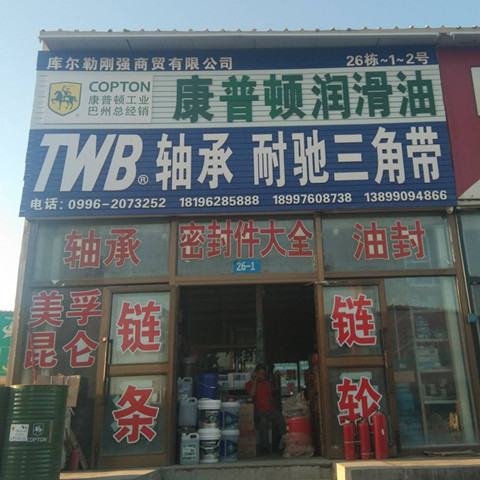 库尔勒刚强商贸有限公司 26栋~1~2号
COPTON
康普顿工业
巴州总经销
康普顿润滑油
TWB® 轴承 耐驰三角带
电话：0996-2073252 18196285888 18997608738 13899094866
轴承 密封件大全 油封
26-1
美孚
昆仑
链条
链轮
COPTON